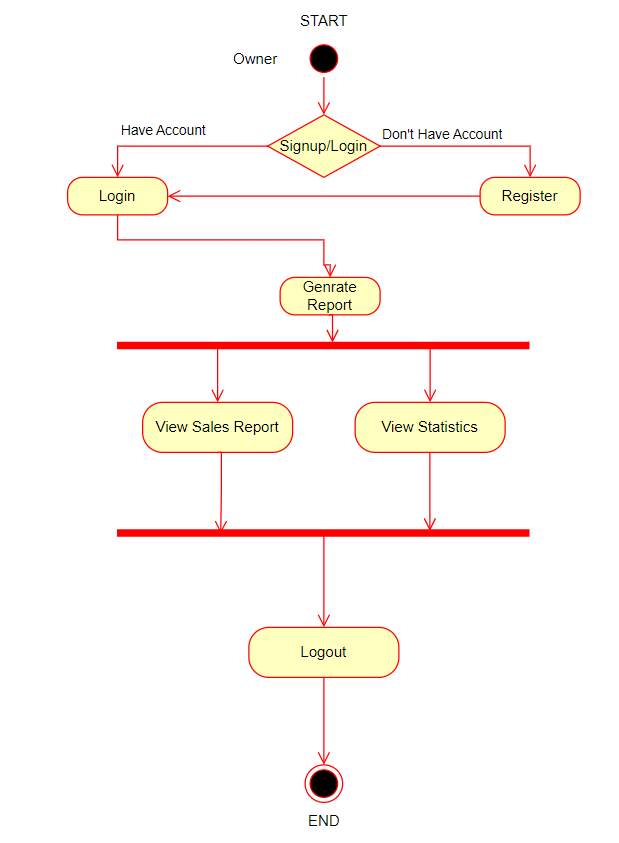 START
Owner
Have Account
Don't Have Account
Signup/Login
Login
Register
Genrate
Report
View Sales Report
View Statistics
Logout
END